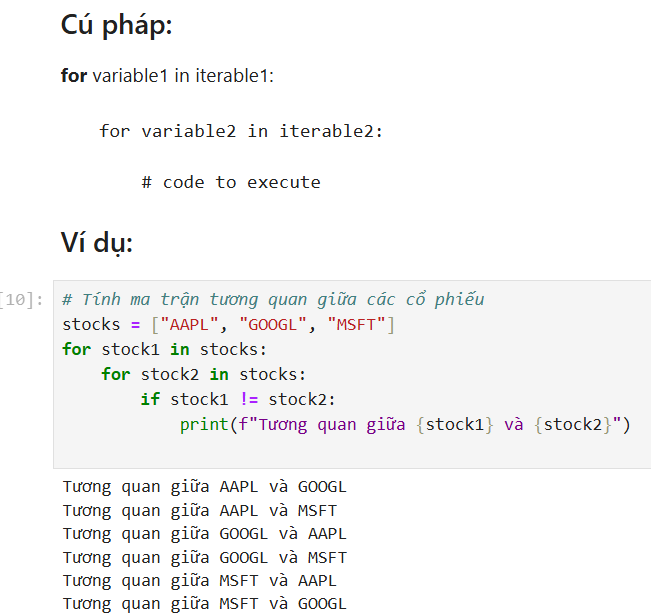 Cú pháp:
for variable1 in iterable1:
for variable2 in iterable2:
# code to execute
Ví dụ:
[10]: # Tính ma trận tương quan giữa các cổ phiếu
stocks = ["AAPL", "GOOGL", "MSFT"]
for stock1 in stocks:
for stock2 in stocks:
if stock1 != stock2:
print(f"Tương quan giữa {stock1} và {stock2}")
Tương quan giữa AAPL và GOOGL
Tương quan giữa AAPL và MSFT
Tương quan giữa GOOGL và AAPL
Tương quan giữa GOOGL và MSFT
Tương quan giữa MSFT và AAPL
Tương quan giữa MSFT và GOOGL